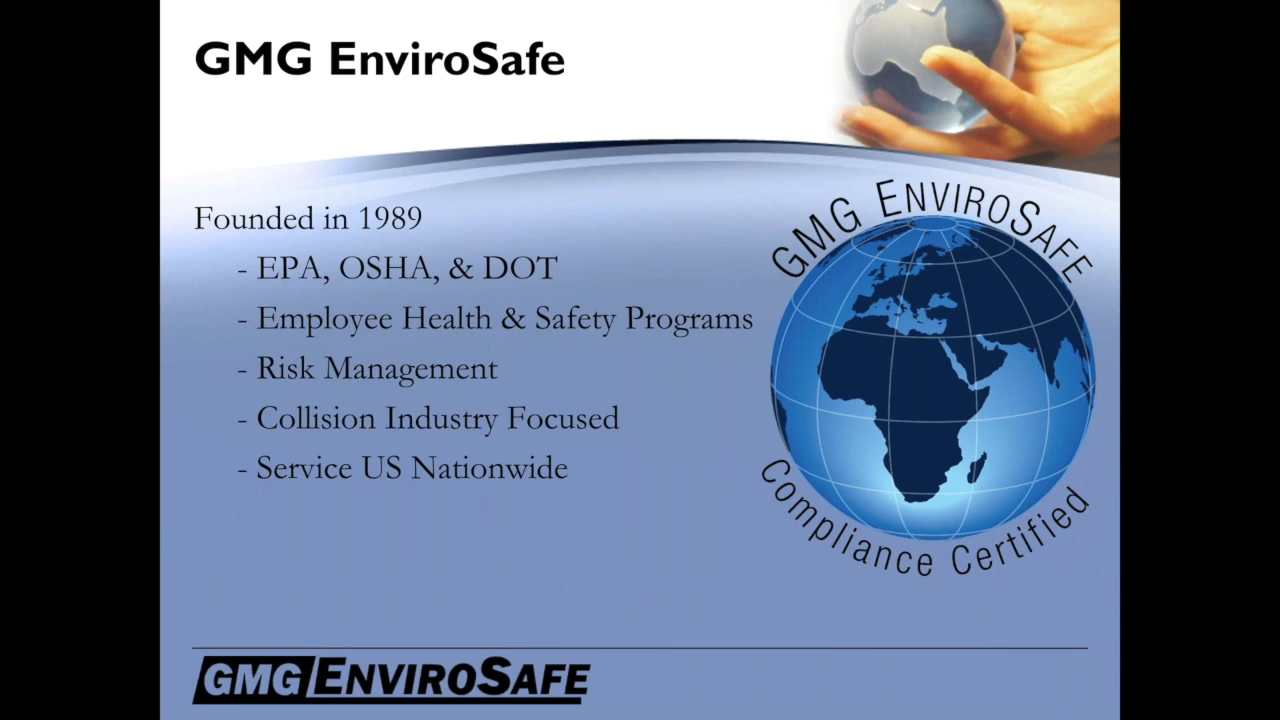 GMG EnviroSafe
Founded in 1989
- EPA, OSHA, & DOT
- Employee Health & Safety Programs
- Risk Management
- Collision Industry Focused
- Service US Nationwide
GMG ENVIROSAFE
Compliance Certified
GMG ENVIROSAFE